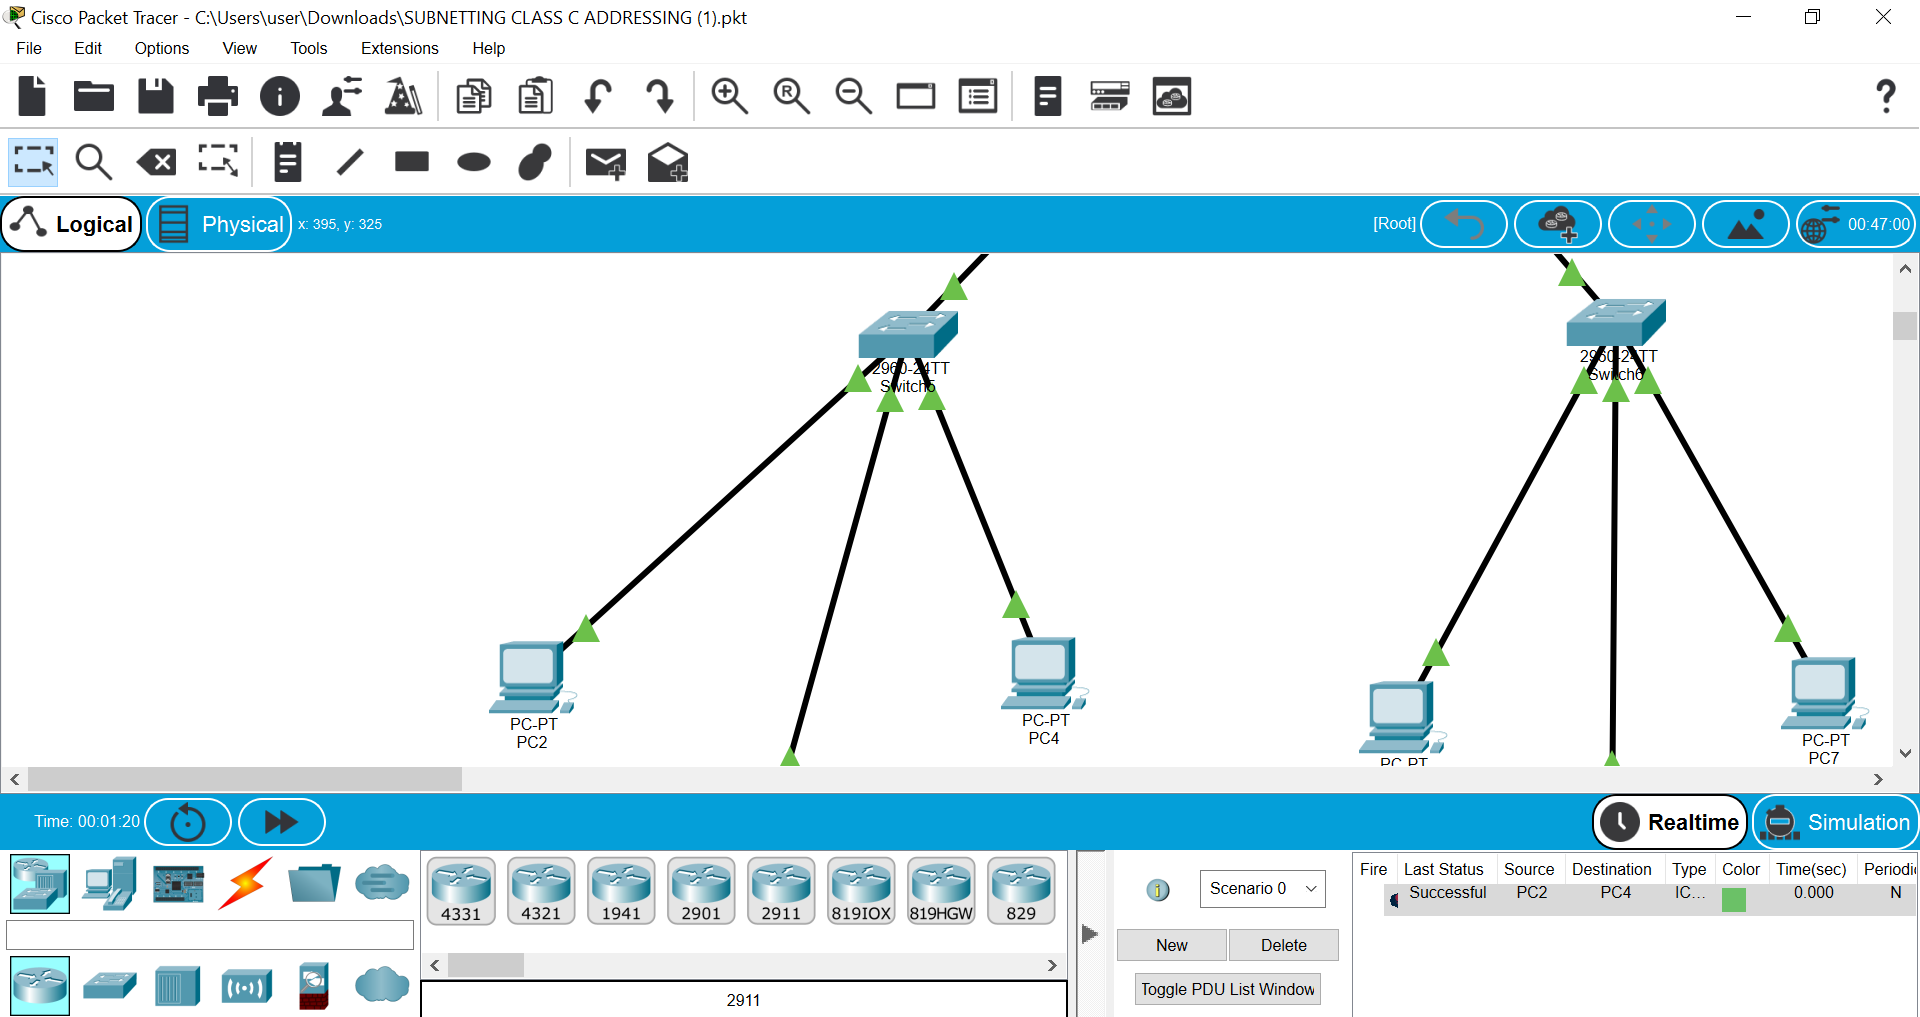 Cisco Packet Tracer - C:\Users\user\Downloads\SUBNETTING CLASS C ADDRESSING (1).pkt
File Edit Options View Tools Extensions Help
?
Logical Physical x: 395, y: 325 [Root] 00:47:00
2960-24TT
Switch5
2960-24TT
Switch6
PC-PT
PC2
PC-PT
PC4
PC-PT
PC-PT
PC7
Time: 00:01:20 Realtime Simulation
4331 4321 1941 2901 2911 819IOX 819HGW 829
2911
Scenario 0
New Delete
Toggle PDU List Window
Fire Last Status Source Destination Type Color Time(sec) Periodi
Successful PC2 PC4 IC... 0.000 N